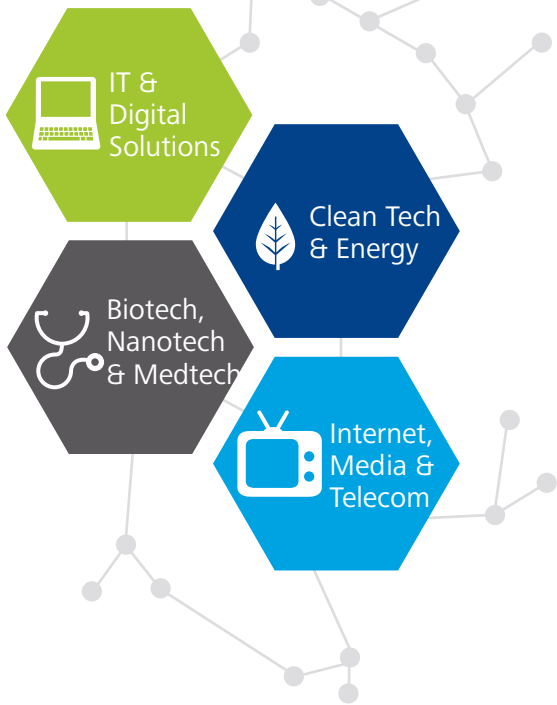 IT &
Digital
Solutions
Clean Tech
& Energy
Biotech,
Nanotech
& Medtech
Internet,
Media &
Telecom